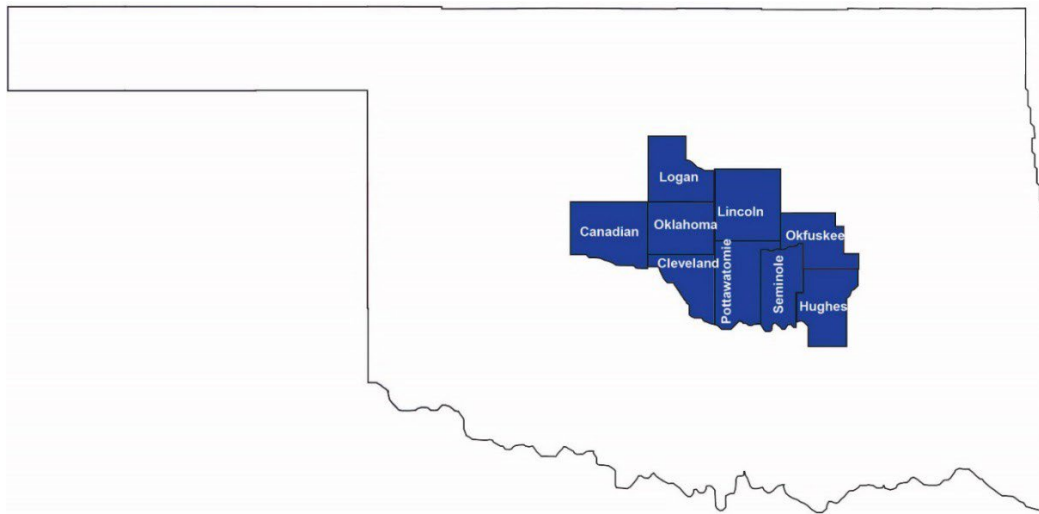 Logan
Lincoln
Canadian
Oklahoma
Okfuskee
Cleveland
Pottawatomie
Seminole
Hughes